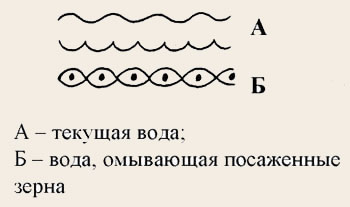 А
Б
А – текущая вода;
Б – вода, омывающая посаженные
зерна